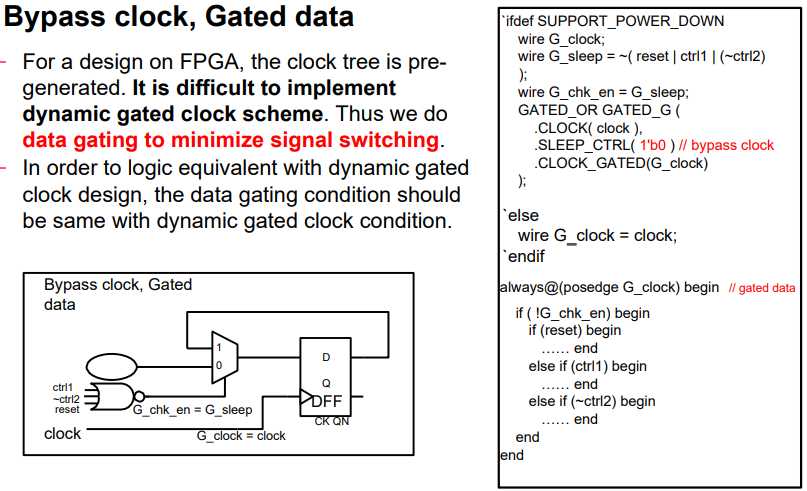 Bypass clock, Gated data
- For a design on FPGA, the clock tree is pre-
generated. It is difficult to implement
dynamic gated clock scheme. Thus we do
data gating to minimize signal switching.
- In order to logic equivalent with dynamic gated
clock design, the data gating condition should
be same with dynamic gated clock condition.
Bypass clock, Gated
data
1
0
D
Q
DFF
CK QN
ctrl1
~ctrl2
reset
G_chk_en = G_sleep
clock
G_clock = clock
`ifdef SUPPORT_POWER_DOWN
wire G_clock;
wire G_sleep = ~( reset | ctrl1 | (~ctrl2)
);
wire G_chk_en = G_sleep;
GATED_OR GATED_G (
.CLOCK( clock ),
.SLEEP_CTRL( 1'b0 ) // bypass clock
.CLOCK_GATED(G_clock)
);
`else
wire G_clock = clock;
`endif
always@(posedge G_clock) begin // gated data
if ( !G_chk_en) begin
if (reset) begin
...... end
else if (ctrl1) begin
...... end
else if (~ctrl2) begin
...... end
end
end